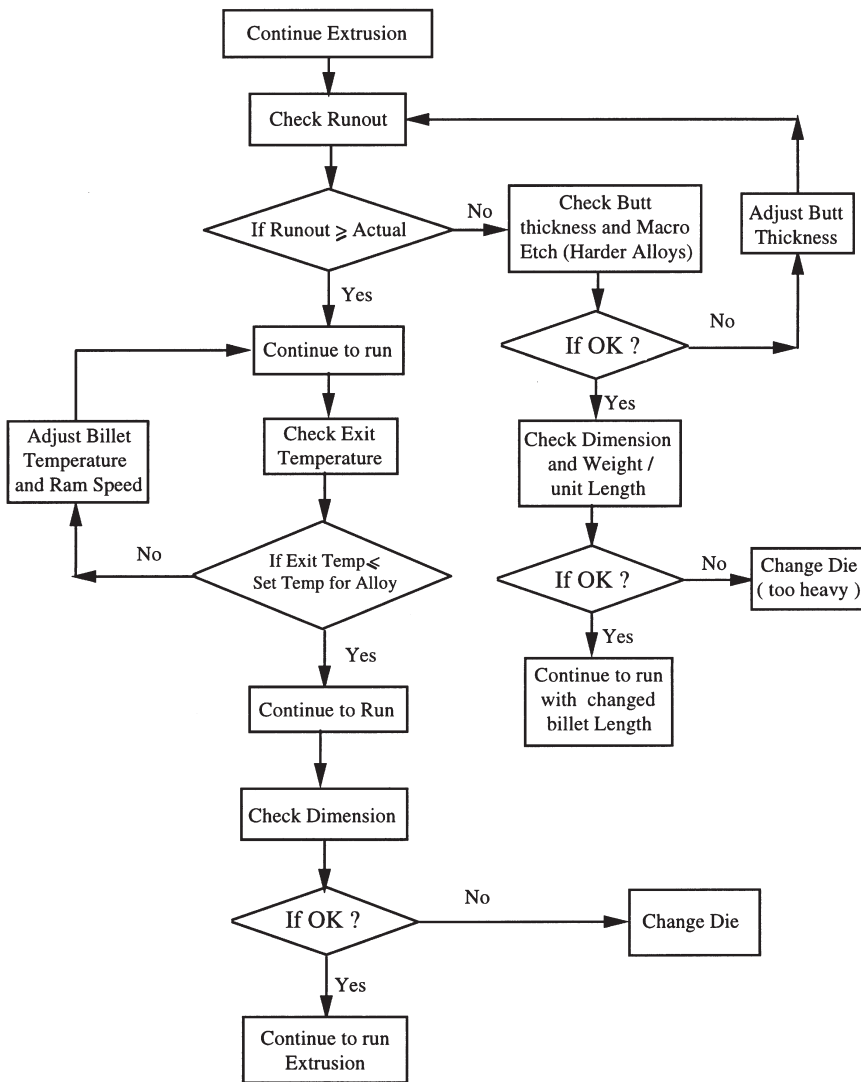 Continue Extrusion
Check Runout
If Runout ⩾ Actual
No
Check Butt
thickness and Macro
Etch (Harder Alloys)
Adjust Butt
Thickness
Yes
Continue to run
If OK ?
No
Yes
Adjust Billet
Temperature
and Ram Speed
Check Exit
Temperature
Check Dimension
and Weight /
unit Length
No
If Exit Temp⩽
Set Temp for Alloy
If OK ?
No
Change Die
( too heavy )
Yes
Yes
Continue to Run
Continue to run
with changed
billet Length
Check Dimension
If OK ?
No
Change Die
Yes
Continue to run
Extrusion